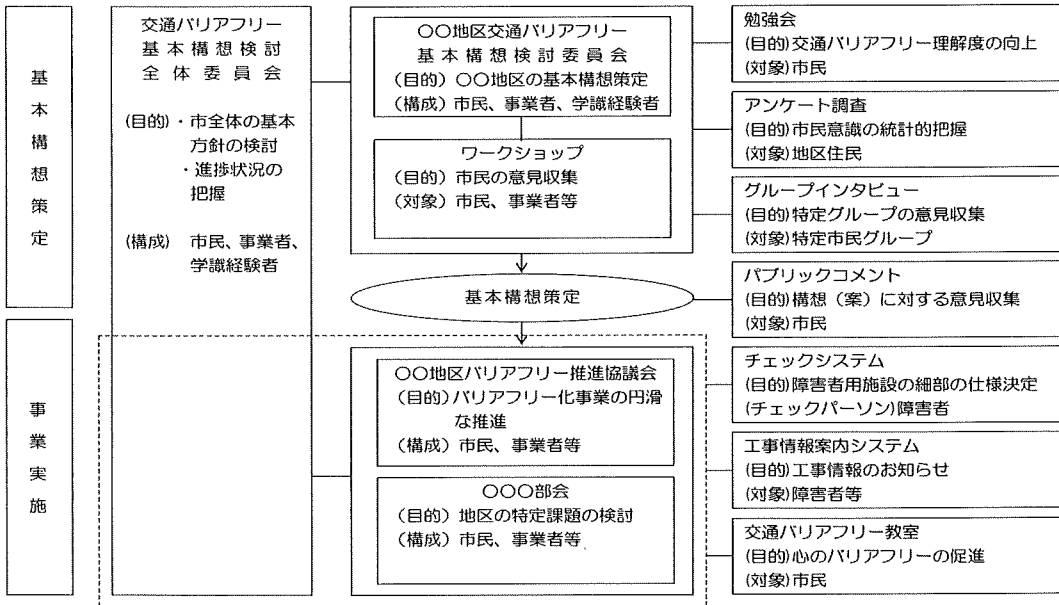 基本構想策定
事業実施
交通バリアフリー
基本構想検討
全体委員会
(目的)・市全体の基本
方針の検討
・進捗状況の
把握
(構成) 市民、事業者、
学識経験者
〇〇地区交通バリアフリー
基本構想検討委員会
(目的) 〇〇地区の基本構想策定
(構成) 市民、事業者、学識経験者
ワークショップ
(目的) 市民の意見収集
(対象) 市民、事業者等
基本構想策定
〇〇地区バリアフリー推進協議会
(目的)バリアフリー化事業の円滑
な推進
(構成) 市民、事業者等
〇〇〇部会
(目的) 地区の特定課題の検討
(構成) 市民、事業者等
勉強会
(目的)交通バリアフリー理解度の向上
(対象)市民
アンケート調査
(目的)市民意識の統計的把握
(対象)地区住民
グループインタビュー
(目的)特定グループの意見収集
(対象)特定市民グループ
パブリックコメント
(目的)構想（案）に対する意見収集
(対象)市民
チェックシステム
(目的)障害者用施設の細部の仕様決定
(チェックパーソン)障害者
工事情報案内システム
(目的)工事情報のお知らせ
(対象)障害者等
交通バリアフリー教室
(目的)心のバリアフリーの促進
(対象)市民